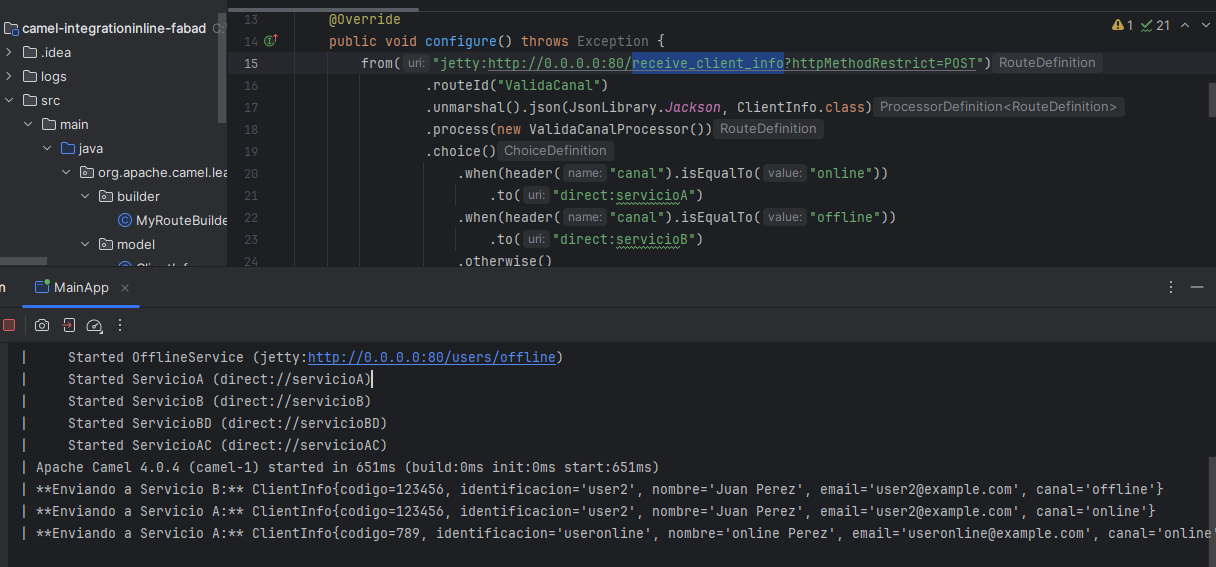 camel-integrationinline-fabad
.idea
logs
src
main
java
org.apache.camel.lea
builder
MyRouteBuilde
model
13 @Override
14 public void configure() throws Exception {
15 from( uri: "jetty:http://0.0.0.0:80/receive_client_info?httpMethodRestrict=POST") RouteDefinition
16 .routeId("ValidaCanal")
17 .unmarshal().json(JsonLibrary.Jackson, ClientInfo.class) ProcessorDefinition<RouteDefinition>
18 .process(new ValidaCanalProcessor()) RouteDefinition
19 .choice() ChoiceDefinition
20 .when(header( name: "canal").isEqualTo( value: "online"))
21 .to( uri: "direct:servicioA")
22 .when(header( name: "canal").isEqualTo( value: "offline"))
23 .to( uri: "direct:servicioB")
24 .otherwise()
1 21
n MainApp
| Started OfflineService (jetty:http://0.0.0.0:80/users/offline)
| Started ServicioA (direct://servicioA)
| Started ServicioB (direct://servicioB)
| Started ServicioBD (direct://servicioBD)
| Started ServicioAC (direct://servicioAC)
| Apache Camel 4.0.4 (camel-1) started in 651ms (build:0ms init:0ms start:651ms)
| **Enviando a Servicio B:** ClientInfo{codigo=123456, identificacion='user2', nombre='Juan Perez', email='user2@example.com', canal='offline'}
| **Enviando a Servicio A:** ClientInfo{codigo=123456, identificacion='user2', nombre='Juan Perez', email='user2@example.com', canal='online'}
| **Enviando a Servicio A:** ClientInfo{codigo=789, identificacion='useronline', nombre='online Perez', email='useronline@example.com', canal='online'